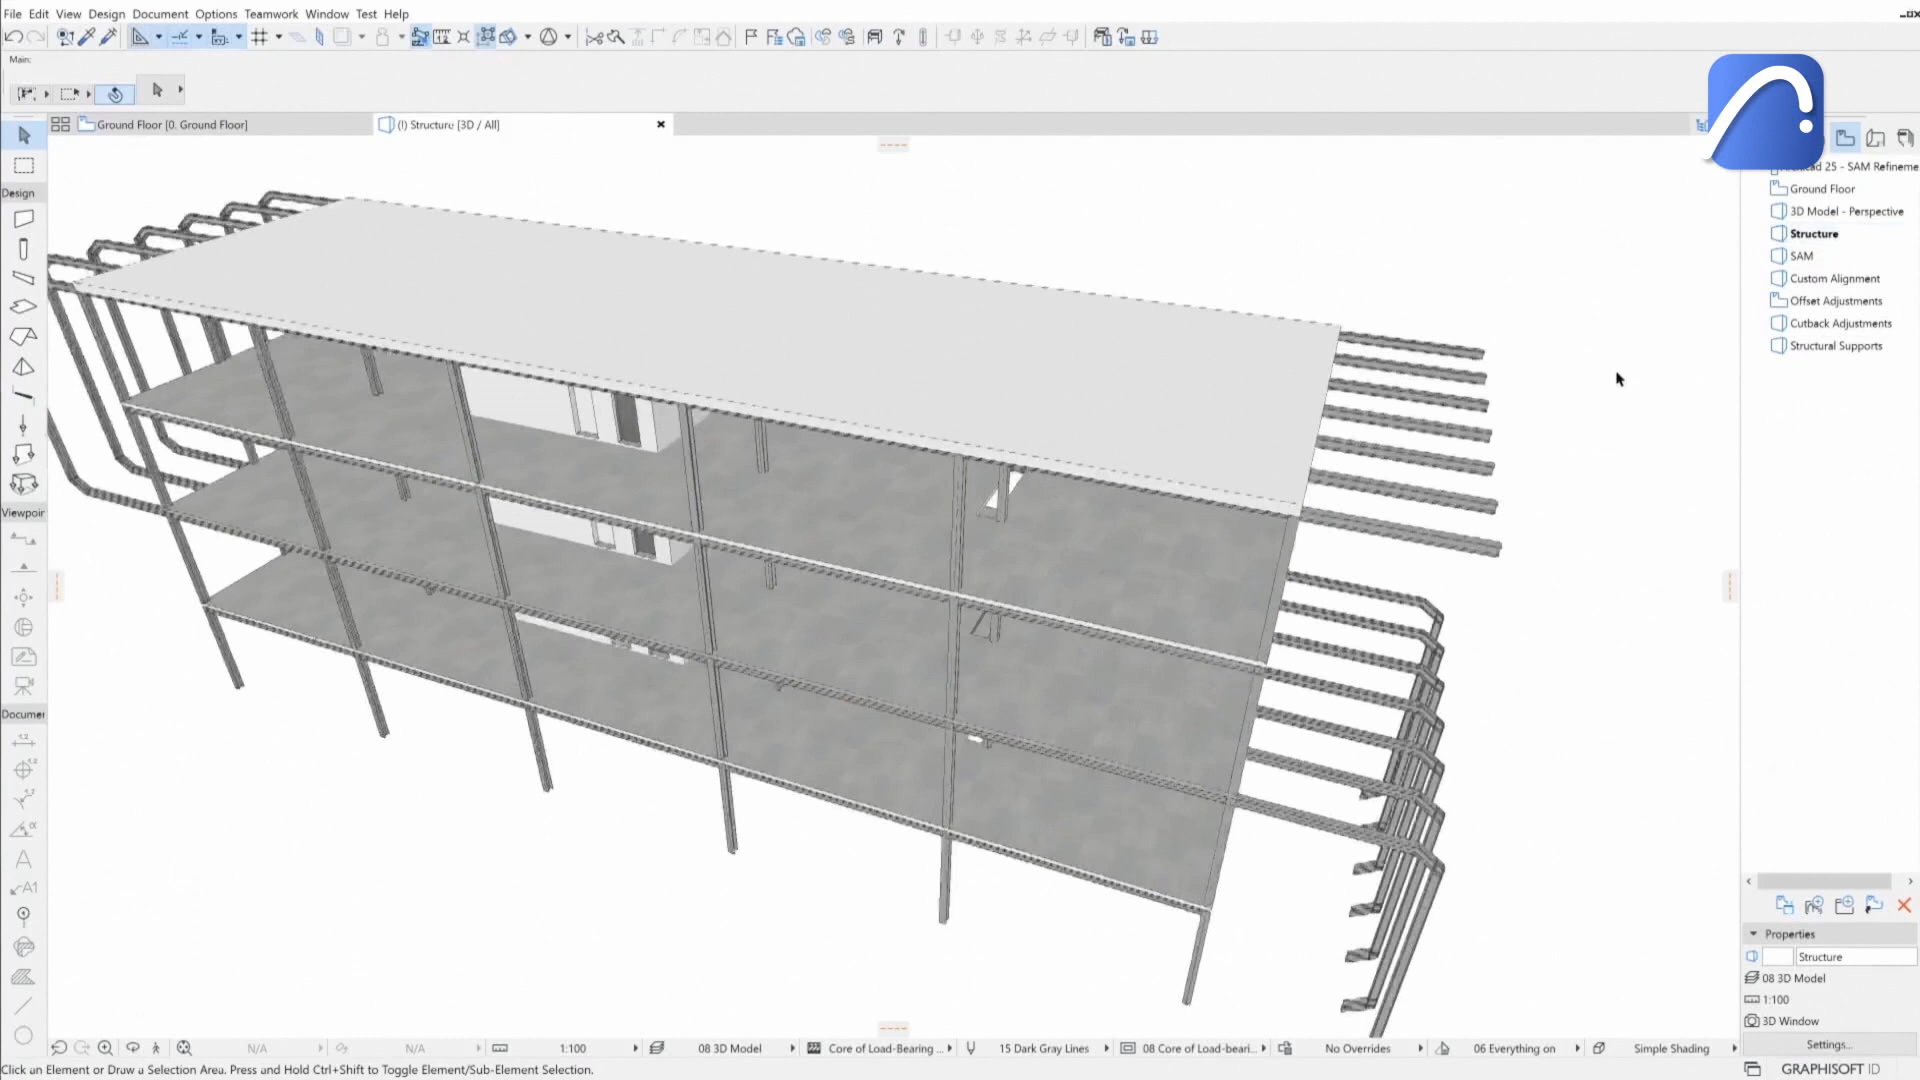 File Edit View Design Document Options Teamwork Window Test Help
Main:
Ground Floor [0. Ground Floor]
(!) Structure [3D / All]
Design
Viewpoir
Documer
25 - SAM Refineme
Ground Floor
3D Model - Perspective
Structure
SAM
Custom Alignment
Offset Adjustments
Cutback Adjustments
Structural Supports
Properties
Structure
08 3D Model
1:100
3D Window
Settings...
N/A
N/A
1:100
08 3D Model
Core of Load-Bearing ...
15 Dark Gray Lines
08 Core of Load-beari...
No Overrides
06 Everything on
Simple Shading
Click an Element or Draw a Selection Area. Press and Hold Ctrl+Shift to Toggle Element/Sub-Element Selection.
GRAPHISOFT ID